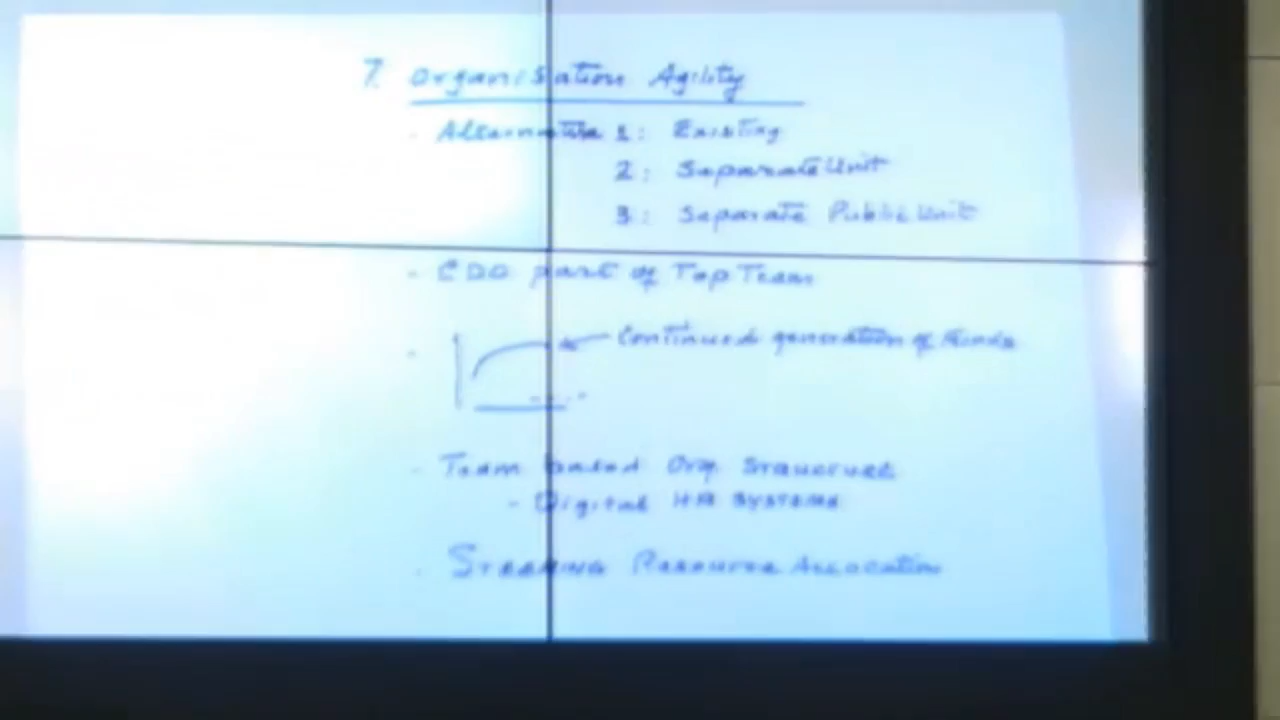 7. Organisation Agility
- Alternative 1: Existing
2: Separate Unit
3: Separate Public Unit
- CDO part of Top Team
- Continued generation of Funds
- Team based Org Structure
- Digital HR Systems
- Resource Allocation